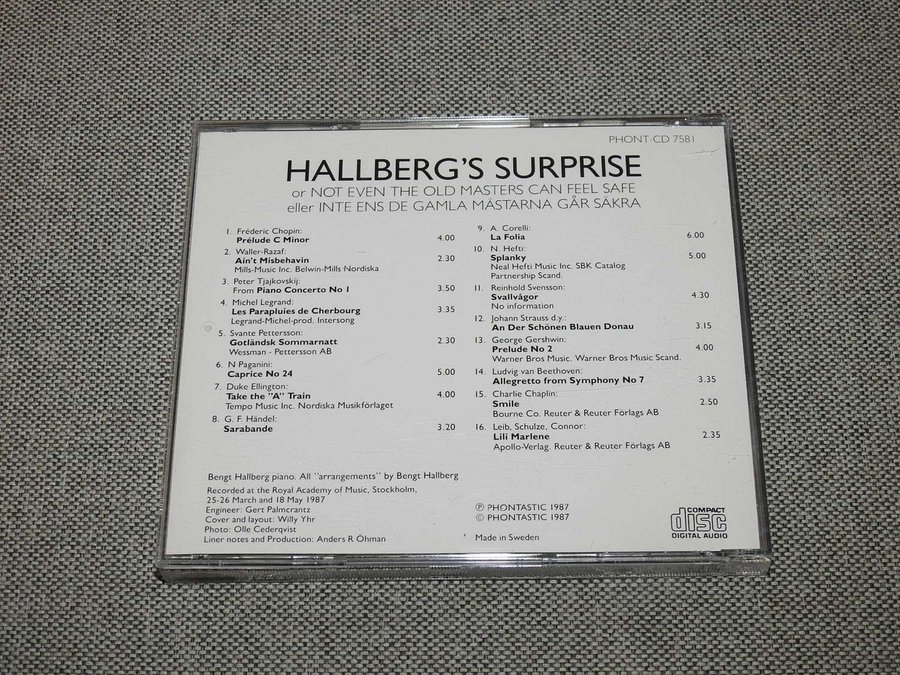 PHONT-CD 7581
HALLBERG'S SURPRISE
or NOT EVEN THE OLD MASTERS CAN FEEL SAFE
eller INTE ENS DE GAMLA MÄSTARNA GÅR SÄKRA
1. Fréderic Chopin:
Prélude C Minor 4.00
2. Waller-Razaf:
Ain't Misbehavin 2.30
Mills-Music Inc. Belwin-Mills Nordiska
3. Peter Tjajkovskij:
From Piano Concerto No 1 3.50
4. Michel Legrand:
Les Parapluies de Cherbourg 3.35
Legrand-Michel-prod. Intersong
5. Svante Pettersson:
Gotländsk Sommarnatt 2.30
Wessman - Pettersson AB
6. N Paganini:
Caprice No 24 5.00
7. Duke Ellington:
Take the "A" Train 4.00
Tempo Music Inc. Nordiska Musikförlaget
8. G. F. Händel:
Sarabande 3.20
9. A. Corelli:
La Folia 6.00
10. N. Hefti:
Splanky 5.00
Neal Hefti Music Inc. SBK Catalog
Partnership Scand.
11. Reinhold Svensson:
Svallvågor 4.30
No information
12. Johann Strauss d.y.:
An Der Schönen Blauen Donau 3.15
13. George Gershwin:
Prelude No 2 4.00
Warner Bros Music. Warner Bros Music Scand.
14. Ludvig van Beethoven:
Allegretto from Symphony No 7 3.35
15. Charlie Chaplin:
Smile 2.50
Bourne Co. Reuter & Reuter Förlags AB
16. Leib, Schulze, Connor:
Lili Marlene 2.35
Apollo-Verlag. Reuter & Reuter Förlags AB
Bengt Hallberg piano. All "arrangements" by Bengt Hallberg
Recorded at the Royal Academy of Music, Stockholm,
25-26 March and 18 May 1987
Engineer: Gert Palmcrantz
Cover and layout: Willy Yhr
Photo: Olle Cederqvist
Liner notes and Production: Anders R Öhman
Ⓟ PHONTASTIC 1987
© PHONTASTIC 1987
Made in Sweden
COMPACT
disc
DIGITAL AUDIO